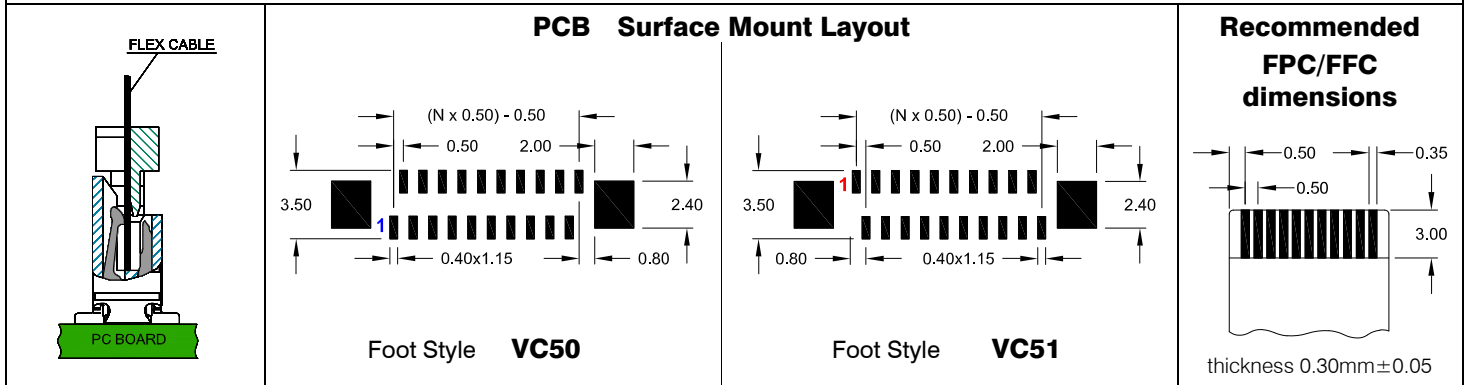 FLEX CABLE
PC BOARD
PCB Surface Mount Layout
(N x 0.50) - 0.50
0.50 2.00
3.50
1
2.40
0.40x1.15 0.80
Foot Style VC50
(N x 0.50) - 0.50
0.50 2.00
1
3.50
2.40
0.80 0.40x1.15
Foot Style VC51
Recommended
FPC/FFC
dimensions
0.50 0.35
0.50
3.00
thickness 0.30mm±0.05